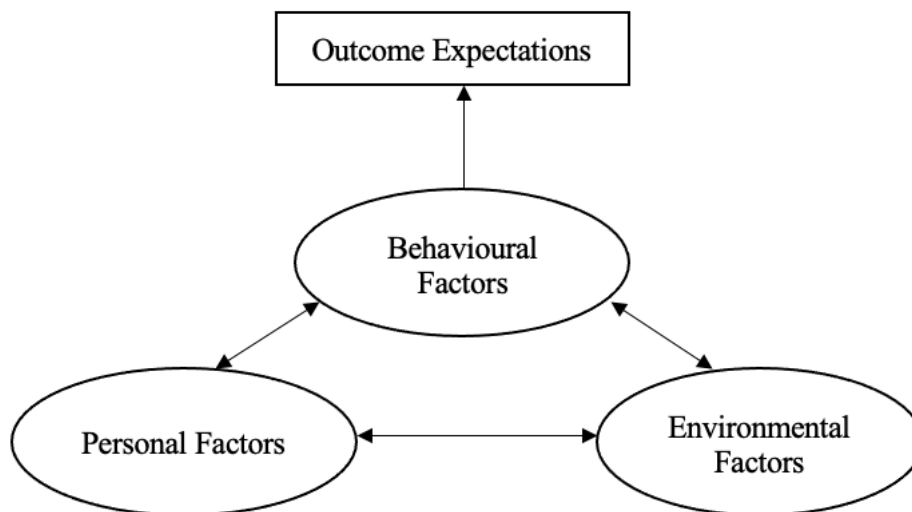 Outcome Expectations
Behavioural
Factors
Personal Factors
Environmental
Factors